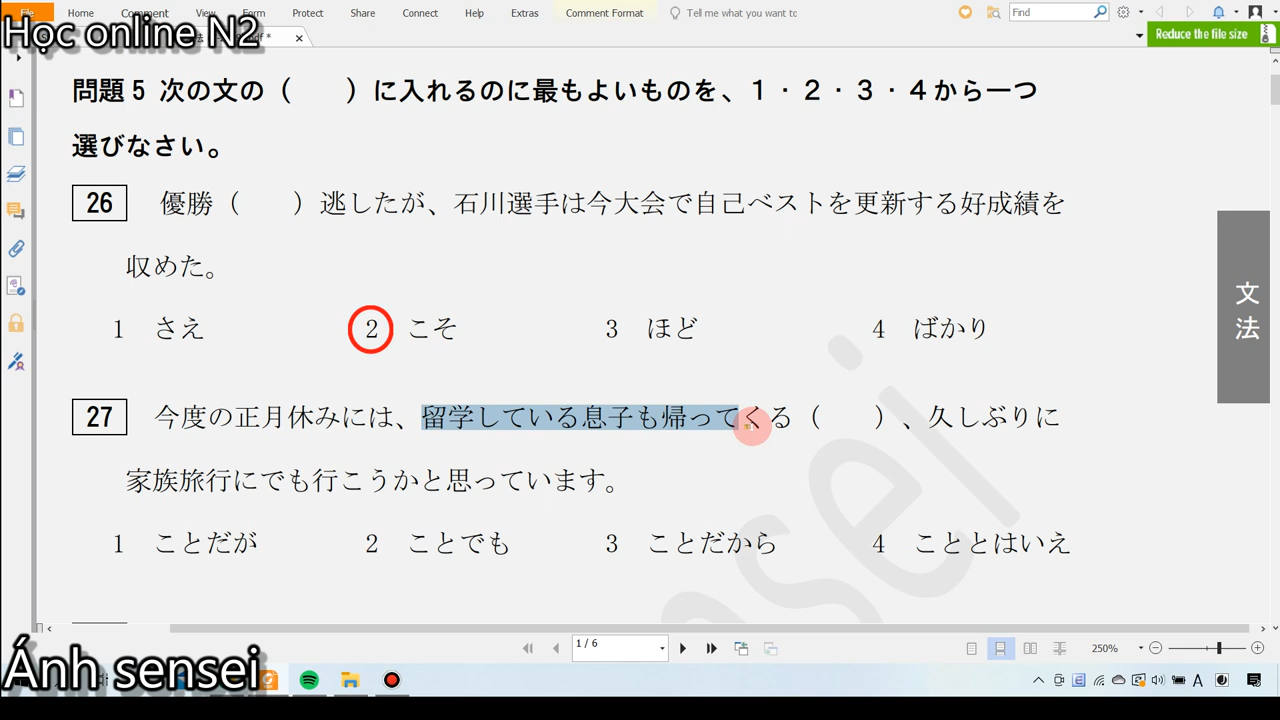 File Home Comment View Form Protect Share Connect Help Extras Comment Format Tell me what you want to Find
Học online N2
df * ×
Reduce the file size
問題5 次の文の（　　）に入れるのに最もよいものを、1・2・3・4から一つ
選びなさい。
26 優勝（　　）逃したが、石川選手は今大会で自己ベストを更新する好成績を
収めた。
1 さえ 2 こそ 3 ほど 4 ばかり
文法
27 今度の正月休みには、留学している息子も帰ってくる（　　）、久しぶりに
家族旅行にでも行こうかと思っています。
1 ことだが 2 ことでも 3 ことだから 4 こととはいえ
sensei
1 / 6
250%
Ánh sensei